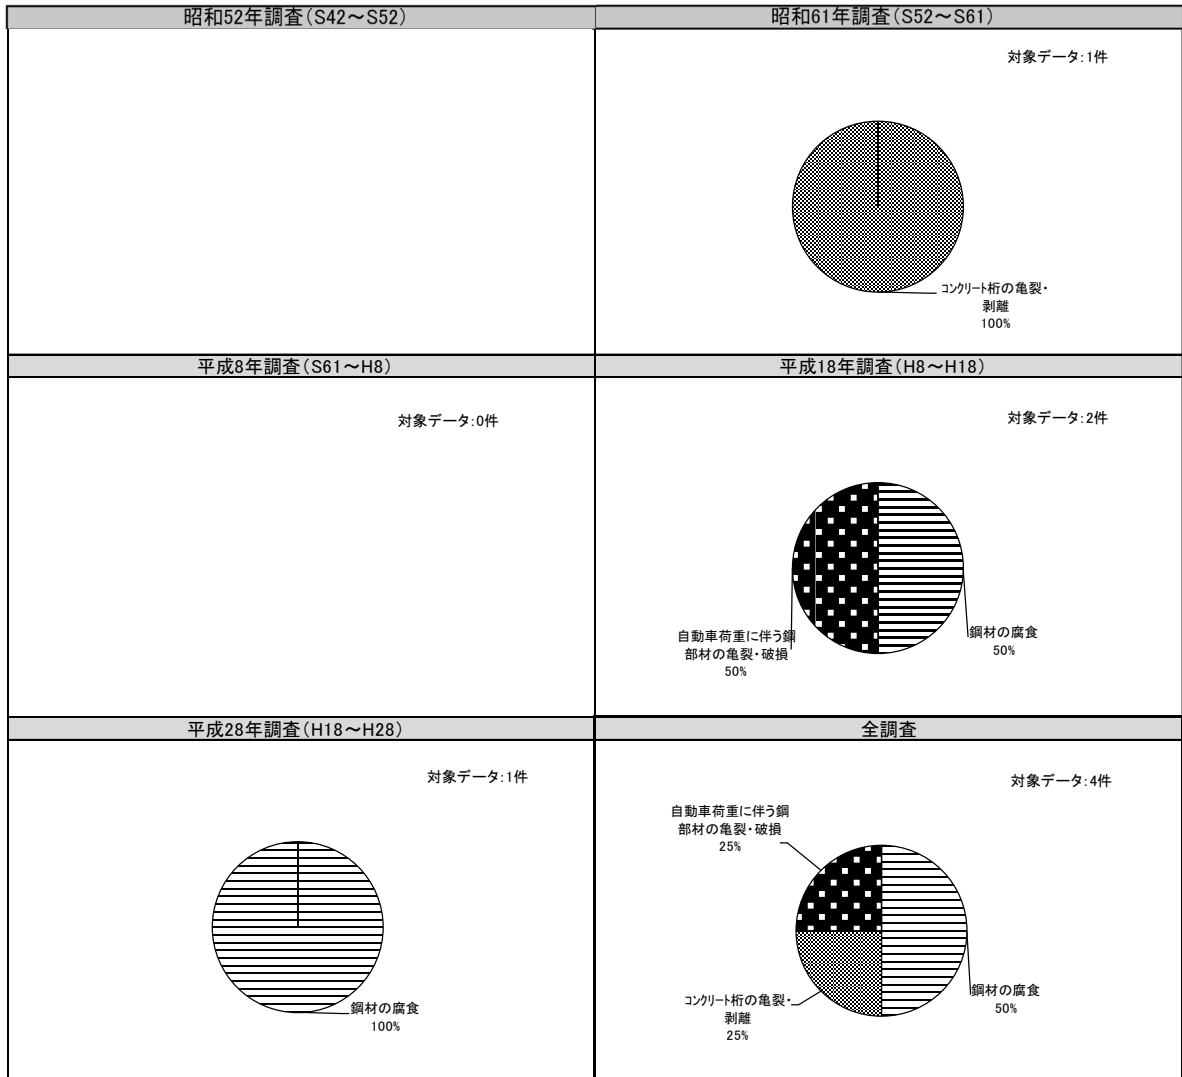 昭和52年調査(S42～S52)
昭和61年調査(S52～S61)
対象データ:1件
コンクリート桁の亀裂・
剥離
100%
平成8年調査(S61～H8)
平成18年調査(H8～H18)
対象データ:0件
対象データ:2件
自動車荷重に伴う鋼
部材の亀裂・破損
50%
鋼材の腐食
50%
平成28年調査(H18～H28)
全調査
対象データ:1件
鋼材の腐食
100%
対象データ:4件
自動車荷重に伴う鋼
部材の亀裂・破損
25%
コンクリート桁の亀裂・
剥離
25%
鋼材の腐食
50%